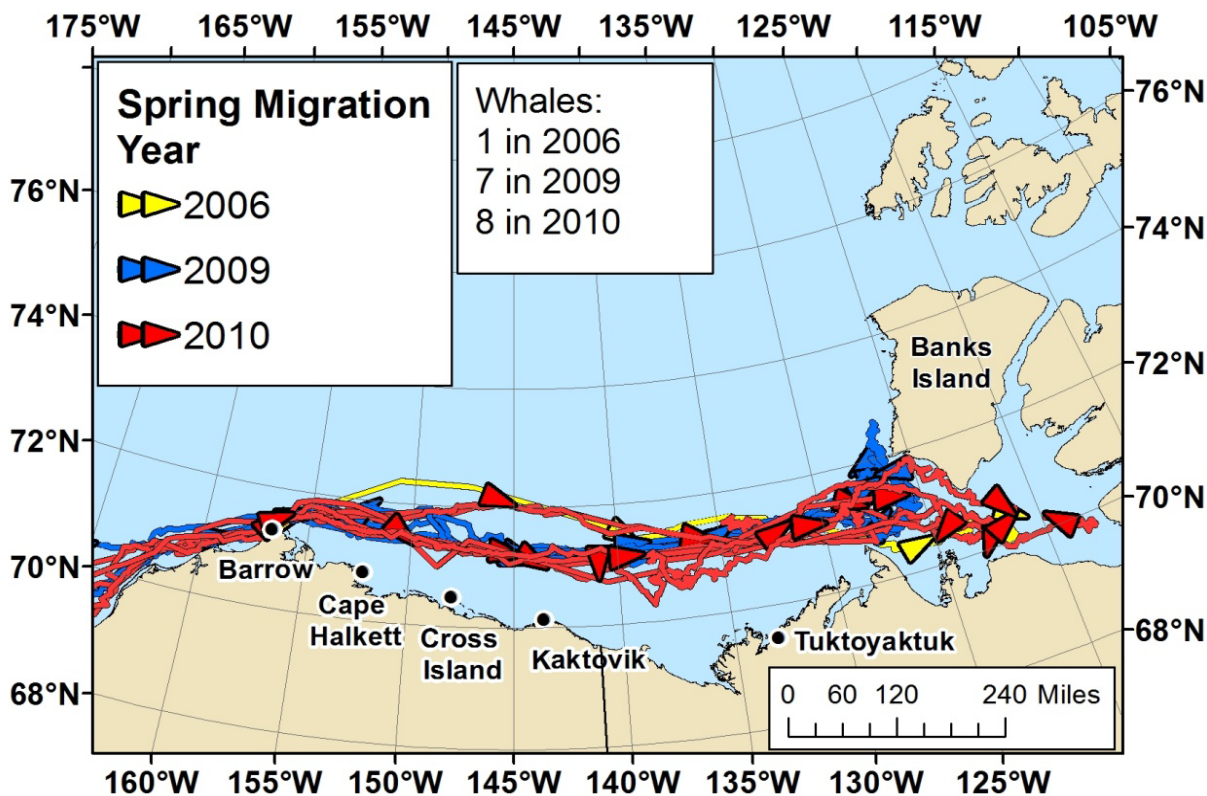 175°W 165°W 155°W 145°W 135°W 125°W 115°W 105°W
Spring Migration
Year
2006
2009
2010
Whales:
1 in 2006
7 in 2009
8 in 2010
76°N
74°N
72°N
70°N
68°N
76°N
74°N
72°N
70°N
68°N
Banks
Island
Barrow
Cape
Halkett
Cross
Island
Kaktovik
Tuktoyaktuk
0 60 120 240 Miles
160°W 155°W 150°W 145°W 140°W 135°W 130°W 125°W